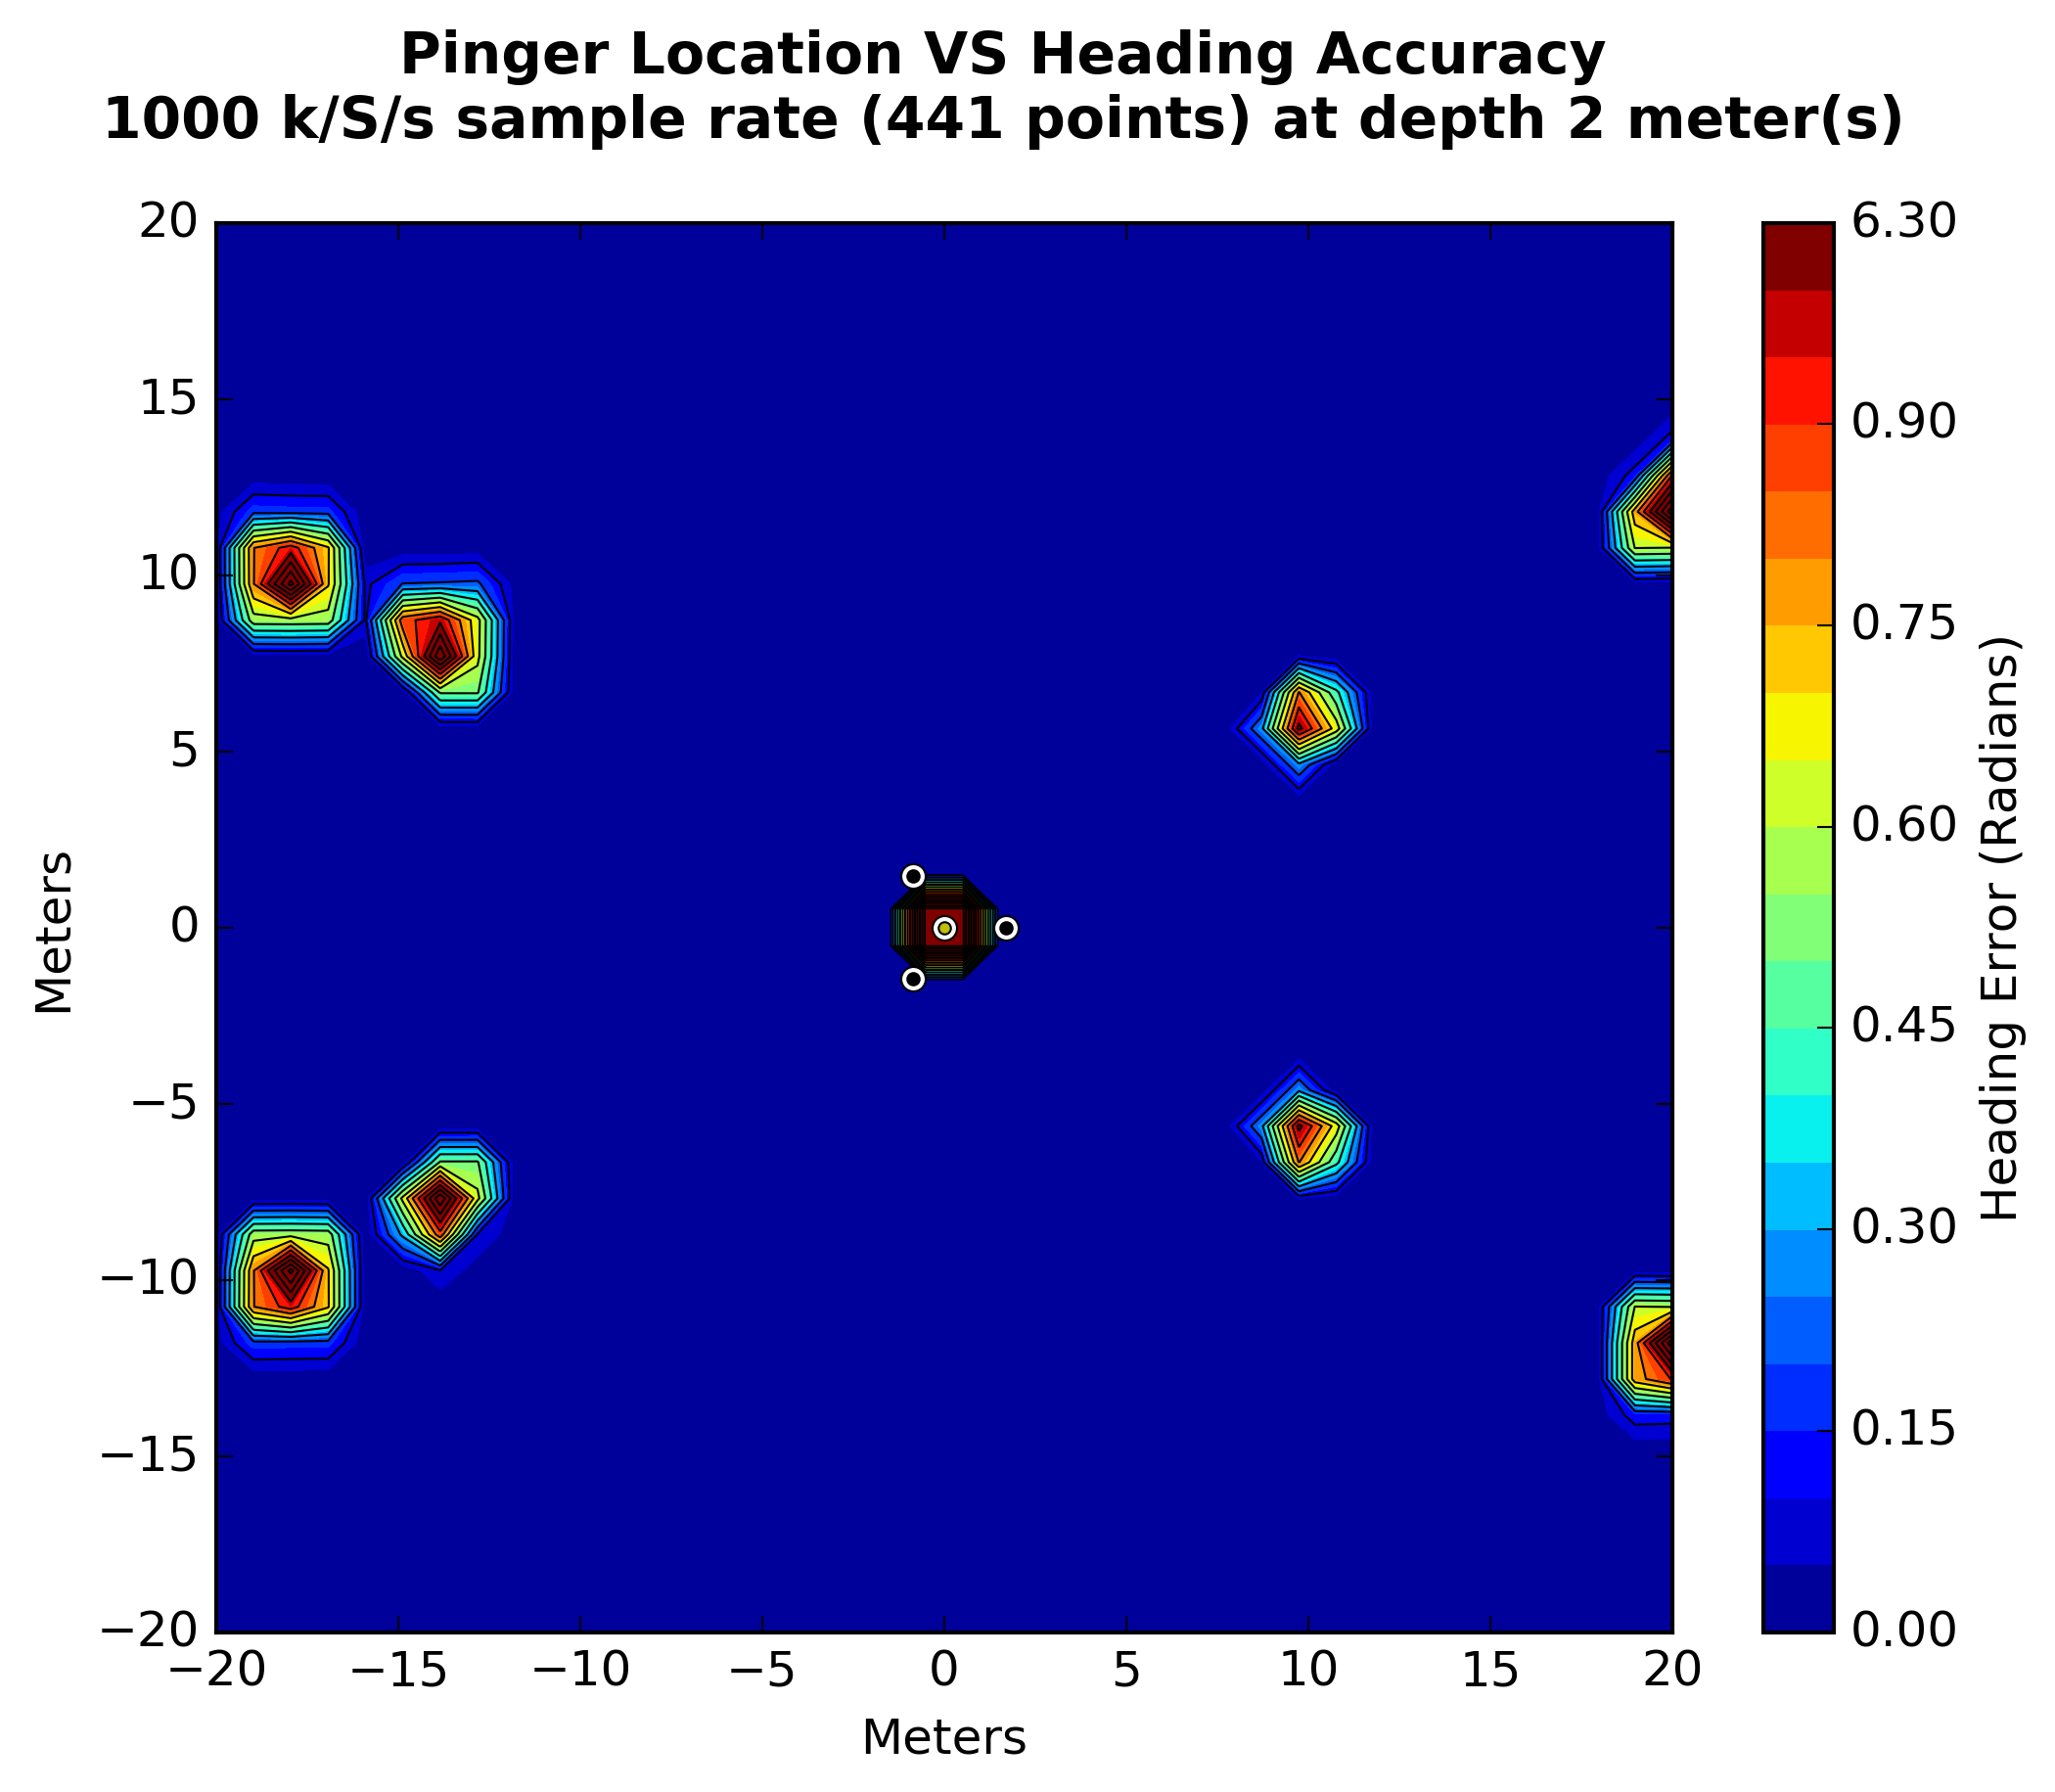 Pinger Location VS Heading Accuracy
1000 k/S/s sample rate (441 points) at depth 2 meter(s)
20
15
10
5
0
−5
−10
−15
−20
Meters
−20 −15 −10 −5 0 5 10 15 20
Meters
6.30
0.90
0.75
0.60
0.45
0.30
0.15
0.00
Heading Error (Radians)